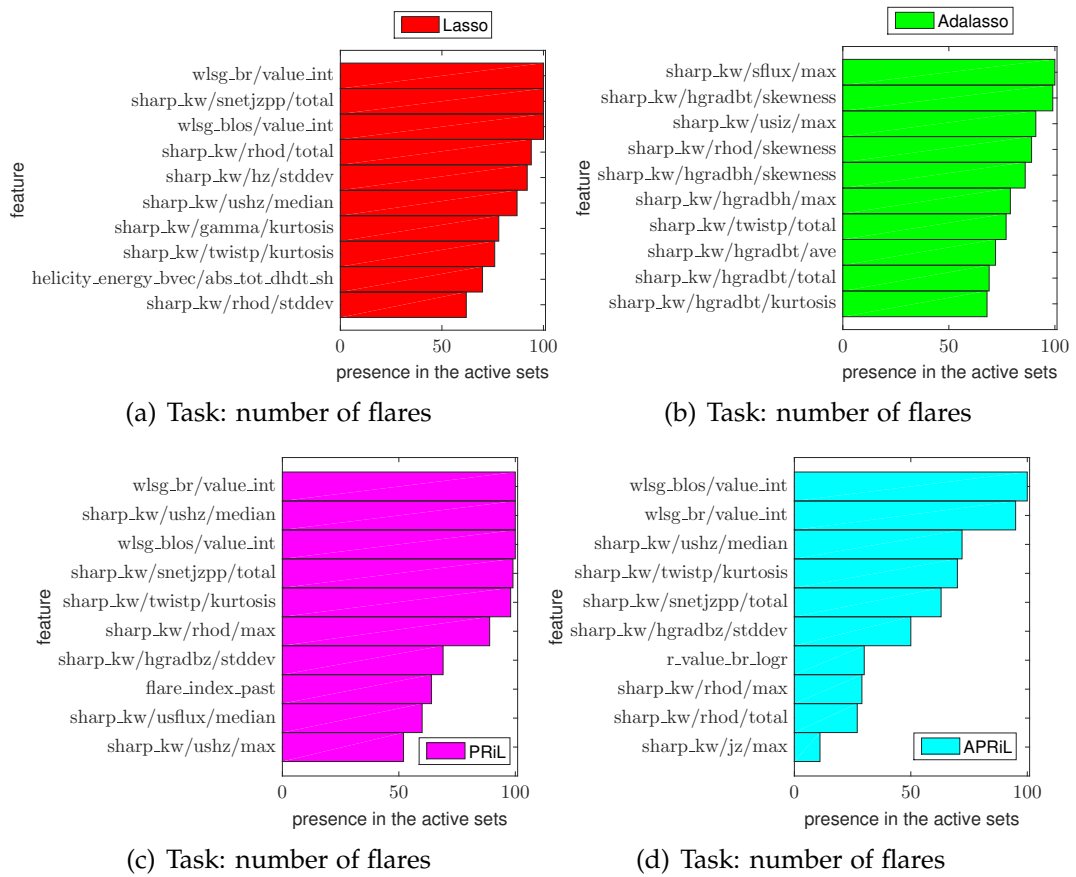 Lasso
wlsg_br/value_int
sharp_kw/snetjzpp/total
wlsg_blos/value_int
sharp_kw/rhod/total
sharp_kw/hz/stddev
sharp_kw/ushz/median
sharp_kw/gamma/kurtosis
sharp_kw/twistp/kurtosis
helicity_energy_bvec/abs_tot_dhdt_sh
sharp_kw/rhod/stddev
feature
0 50 100
presence in the active sets
(a) Task: number of flares
Adalasso
sharp_kw/sflux/max
sharp_kw/hgradbt/skewness
sharp_kw/usiz/max
sharp_kw/rhod/skewness
sharp_kw/hgradbh/skewness
sharp_kw/hgradbh/max
sharp_kw/twistp/total
sharp_kw/hgradbt/ave
sharp_kw/hgradbt/total
sharp_kw/hgradbt/kurtosis
feature
0 50 100
presence in the active sets
(b) Task: number of flares
wlsg_br/value_int
sharp_kw/ushz/median
wlsg_blos/value_int
sharp_kw/snetjzpp/total
sharp_kw/twistp/kurtosis
sharp_kw/rhod/max
sharp_kw/hgradbz/stddev
flare_index_past
sharp_kw/usflux/median
sharp_kw/ushz/max
feature
PRiL
0 50 100
presence in the active sets
(c) Task: number of flares
wlsg_blos/value_int
wlsg_br/value_int
sharp_kw/ushz/median
sharp_kw/twistp/kurtosis
sharp_kw/snetjzpp/total
sharp_kw/hgradbz/stddev
r_value_br_logr
sharp_kw/rhod/max
sharp_kw/rhod/total
sharp_kw/jz/max
feature
APRiL
0 50 100
presence in the active sets
(d) Task: number of flares